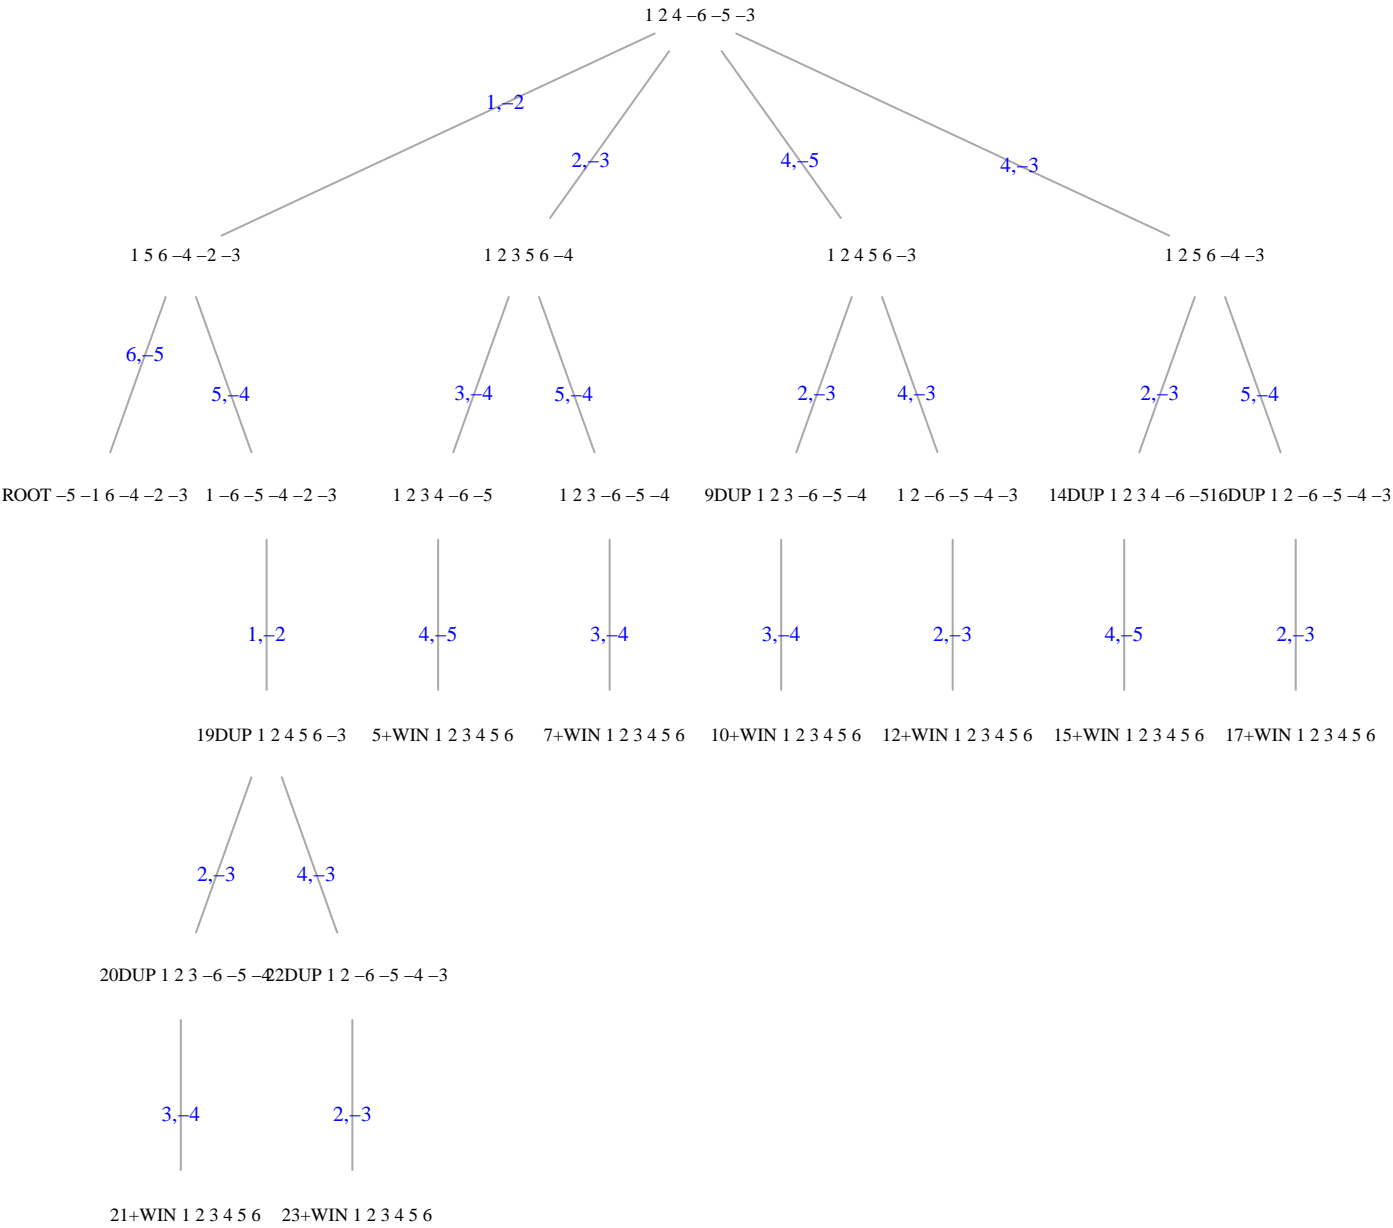 1 2 4 –6 –5 –3
1,–2
2,–3
4,–5
4,–3
1 5 6 –4 –2 –3
1 2 3 5 6 –4
1 2 4 5 6 –3
1 2 5 6 –4 –3
6,–5
5,–4
3,–4
5,–4
2,–3
4,–3
2,–3
5,–4
ROOT –5 –1 6 –4 –2 –3
1 –6 –5 –4 –2 –3
1 2 3 4 –6 –5
1 2 3 –6 –5 –4
9DUP 1 2 3 –6 –5 –4
1 2 –6 –5 –4 –3
14DUP 1 2 3 4 –6 –5
16DUP 1 2 –6 –5 –4 –3
1,–2
4,–5
3,–4
3,–4
2,–3
4,–5
2,–3
19DUP 1 2 4 5 6 –3
5+WIN 1 2 3 4 5 6
7+WIN 1 2 3 4 5 6
10+WIN 1 2 3 4 5 6
12+WIN 1 2 3 4 5 6
15+WIN 1 2 3 4 5 6
17+WIN 1 2 3 4 5 6
2,–3
4,–3
20DUP 1 2 3 –6 –5 –4
22DUP 1 2 –6 –5 –4 –3
3,–4
2,–3
21+WIN 1 2 3 4 5 6
23+WIN 1 2 3 4 5 6